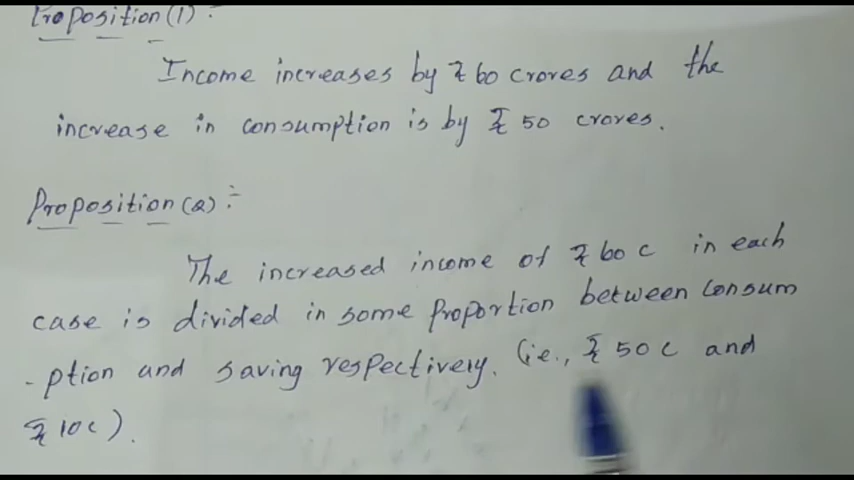 Proposition(1) :-
Income increases by ₹ 60 crores and the
increase in consumption is by ₹ 50 crores.
Proposition(2) :-
The increased income of ₹ 60 c in each
case is divided in some proportion between consum
-ption and saving respectively. (ie., ₹ 50 c and
₹ 10 c).